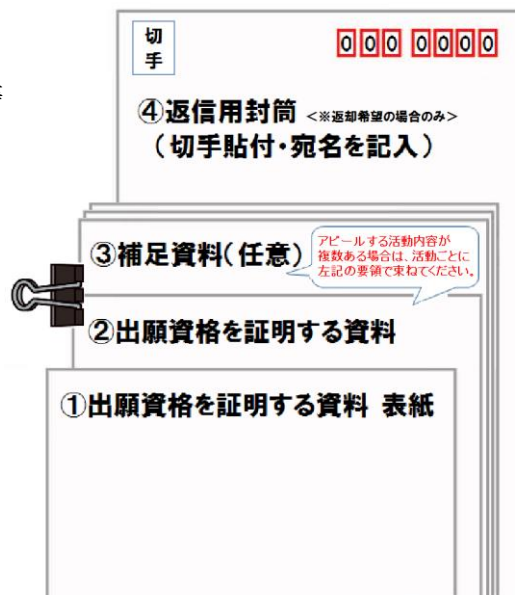 切
手
000 0000
④返信用封筒 <※返却希望の場合のみ>
(切手貼付・宛名を記入)
③補足資料(任意)
アピールする活動内容が
複数ある場合は、活動ごとに
左記の要領で束ねてください。
②出願資格を証明する資料
①出願資格を証明する資料 表紙